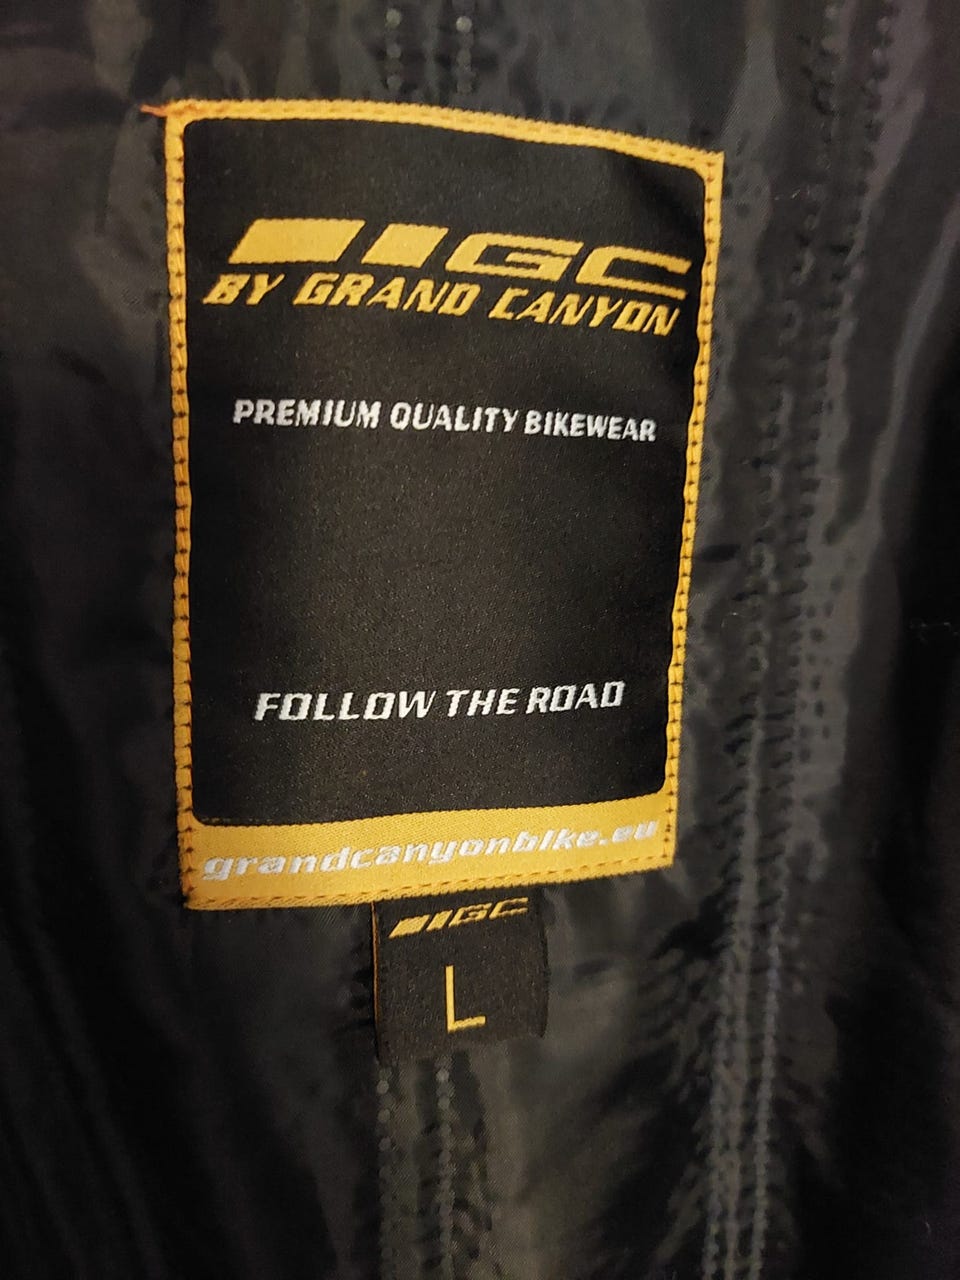 GC
BY GRAND CANYON
PREMIUM QUALITY BIKEWEAR
FOLLOW THE ROAD
grandcanyonbike.eu
GC
L